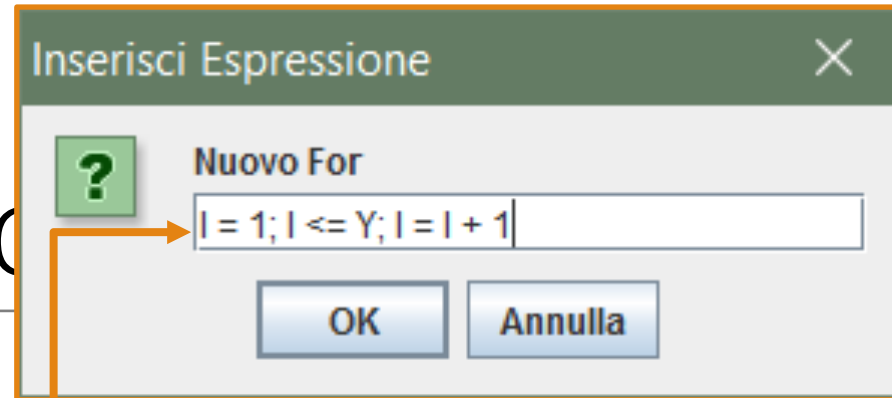 Inserisci Espressione
Nuovo For
I = 1; I <= Y; I = I + 1
OK
Annulla